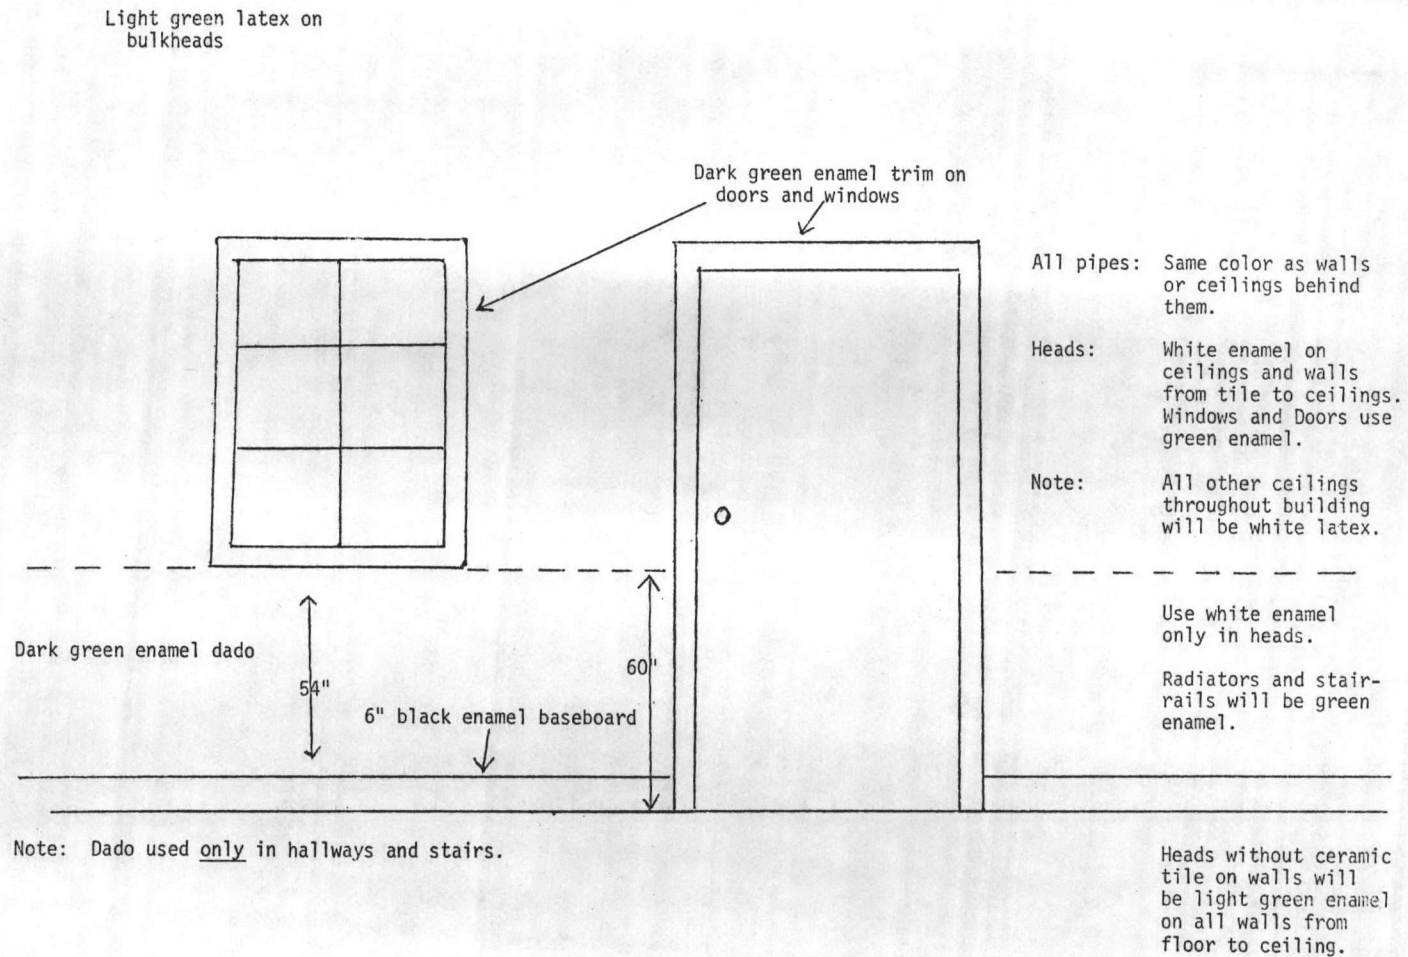 Light green latex on
bulkheads
Dark green enamel trim on
doors and windows
All pipes: Same color as walls
or ceilings behind
them.
Heads: White enamel on
ceilings and walls
from tile to ceilings.
Windows and Doors use
green enamel.
Note: All other ceilings
throughout building
will be white latex.
Use white enamel
only in heads.
Dark green enamel dado
54"
60"
Radiators and stair-
rails will be green
enamel.
6" black enamel baseboard
Note: Dado used only in hallways and stairs.
Heads without ceramic
tile on walls will
be light green enamel
on all walls from
floor to ceiling.